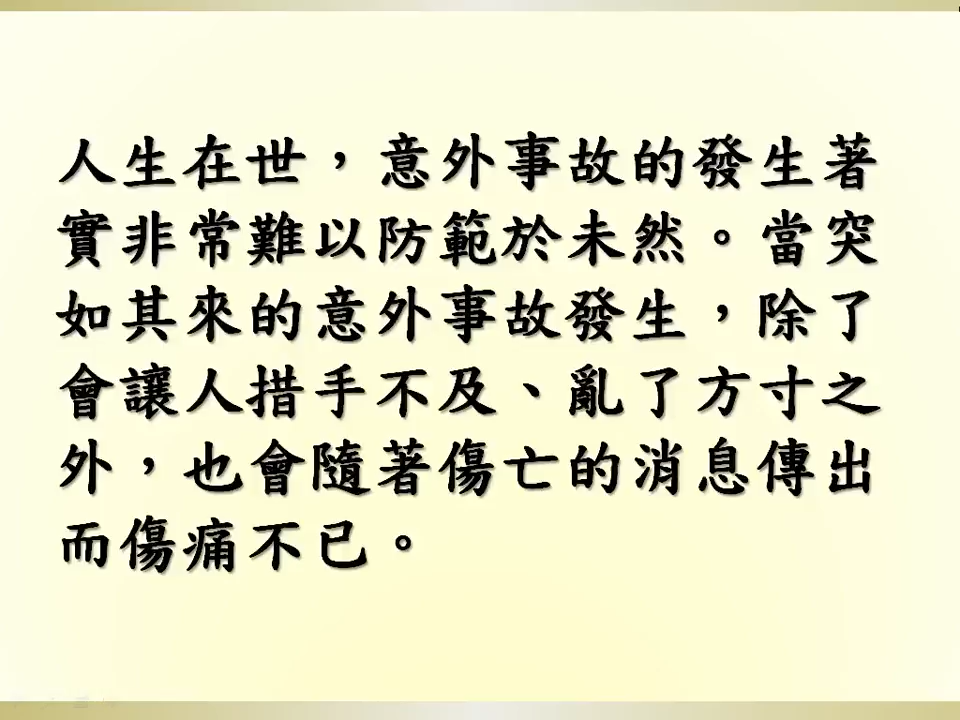 人生在世，意外事故的發生著
實非常難以防範於未然。當突
如其來的意外事故發生，除了
會讓人措手不及、亂了方寸之
外，也會隨著傷亡的消息傳出
而傷痛不已。